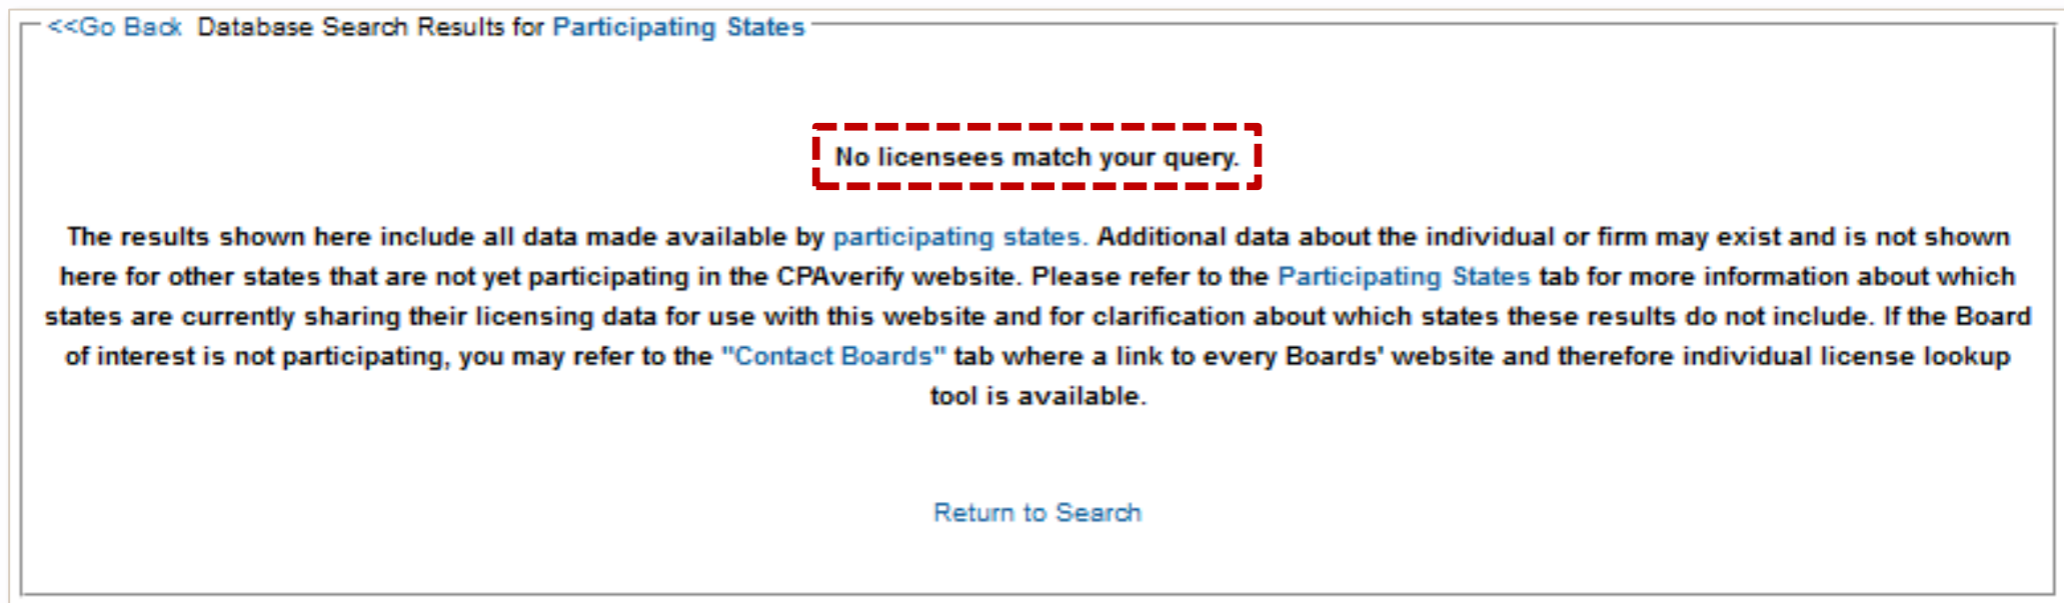 <<Go Back Database Search Results for Participating States
No licensees match your query.
The results shown here include all data made available by participating states. Additional data about the individual or firm may exist and is not shown
here for other states that are not yet participating in the CPAverify website. Please refer to the Participating States tab for more information about which
states are currently sharing their licensing data for use with this website and for clarification about which states these results do not include. If the Board
of interest is not participating, you may refer to the "Contact Boards" tab where a link to every Boards' website and therefore individual license lookup
tool is available.
Return to Search